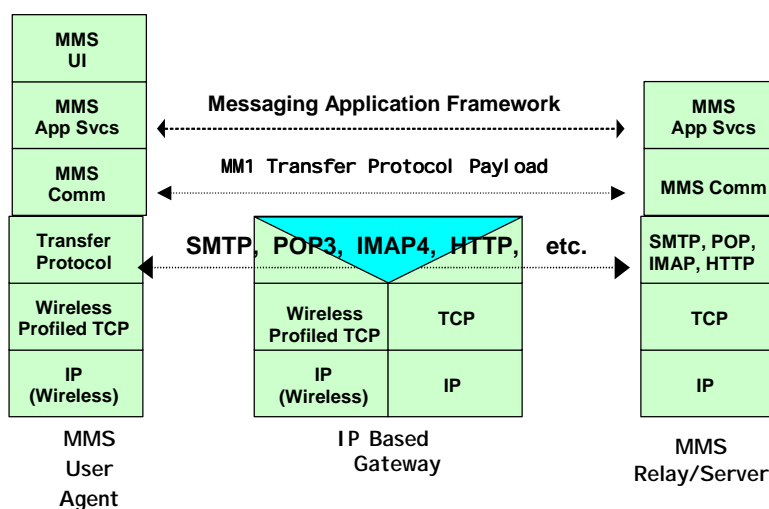 MMS
UI
MMS
App Svcs
Messaging Application Framework
MMS
App Svcs
MMS
Comm
MM1 Transfer Protocol Payload
MMS Comm
Transfer
Protocol
SMTP, POP3, IMAP4, HTTP, etc.
SMTP, POP,
IMAP, HTTP
Wireless
Profiled TCP
Wireless
Profiled TCP
TCP
TCP
IP
(Wireless)
IP
(Wireless)
IP
IP
MMS
User
Agent
IP Based
Gateway
MMS
Relay/Server